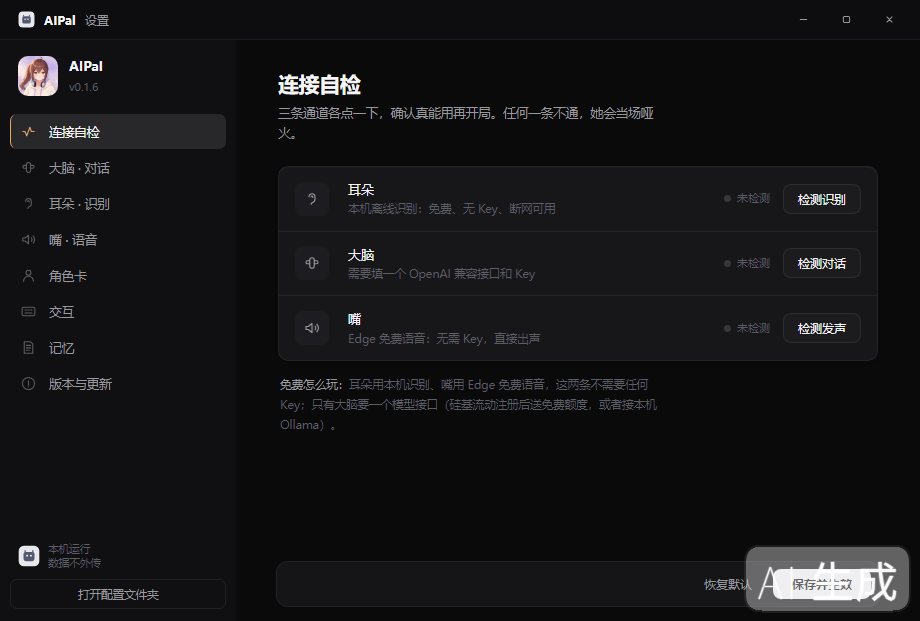 AIPal 设置
AIPal
v0.1.6
连接自检
大脑 · 对话
耳朵 · 识别
嘴 · 语音
角色卡
交互
记忆
版本与更新
本机运行
数据不外传
打开配置文件夹
连接自检
三条通道各点一下，确认真能用再开局。任何一条不通，她会当场哑
火。
耳朵
本机离线识别：免费、无 Key、断网可用
未检测
检测识别
大脑
需要填一个 OpenAI 兼容接口和 Key
未检测
检测对话
嘴
Edge 免费语音：无需 Key，直接出声
未检测
检测发声
免费怎么玩：耳朵用本机识别、嘴用 Edge 免费语音，这两条不需要任何
Key；只有大脑要一个模型接口（硅基流动注册后送免费额度，或者接本机
Ollama）。
恢复默认
保存并生效
AI 生成